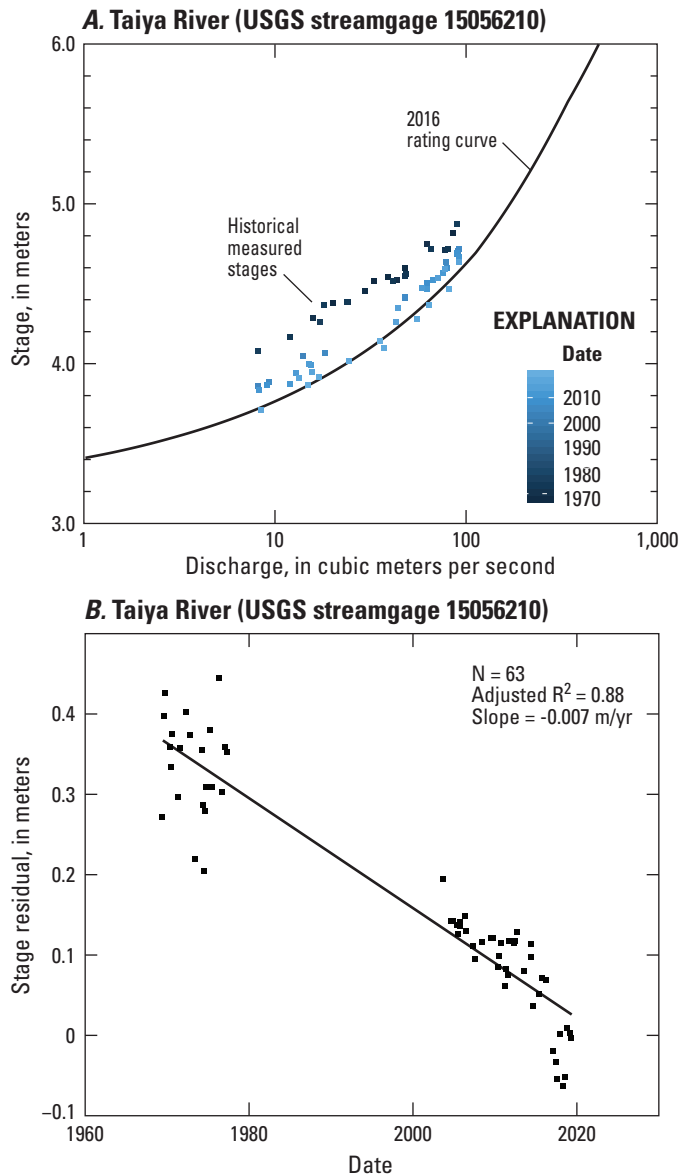 A. Taiya River (USGS streamgage 15056210)
6.0
5.0
4.0
3.0
Stage, in meters
2016
rating curve
Historical
measured
stages
EXPLANATION
Date
2010
2000
1990
1980
1970
1
10
100
1,000
Discharge, in cubic meters per second
B. Taiya River (USGS streamgage 15056210)
N = 63
Adjusted R² = 0.88
Slope = -0.007 m/yr
0.4
0.3
0.2
0.1
0
−0.1
Stage residual, in meters
1960
1980
2000
2020
Date